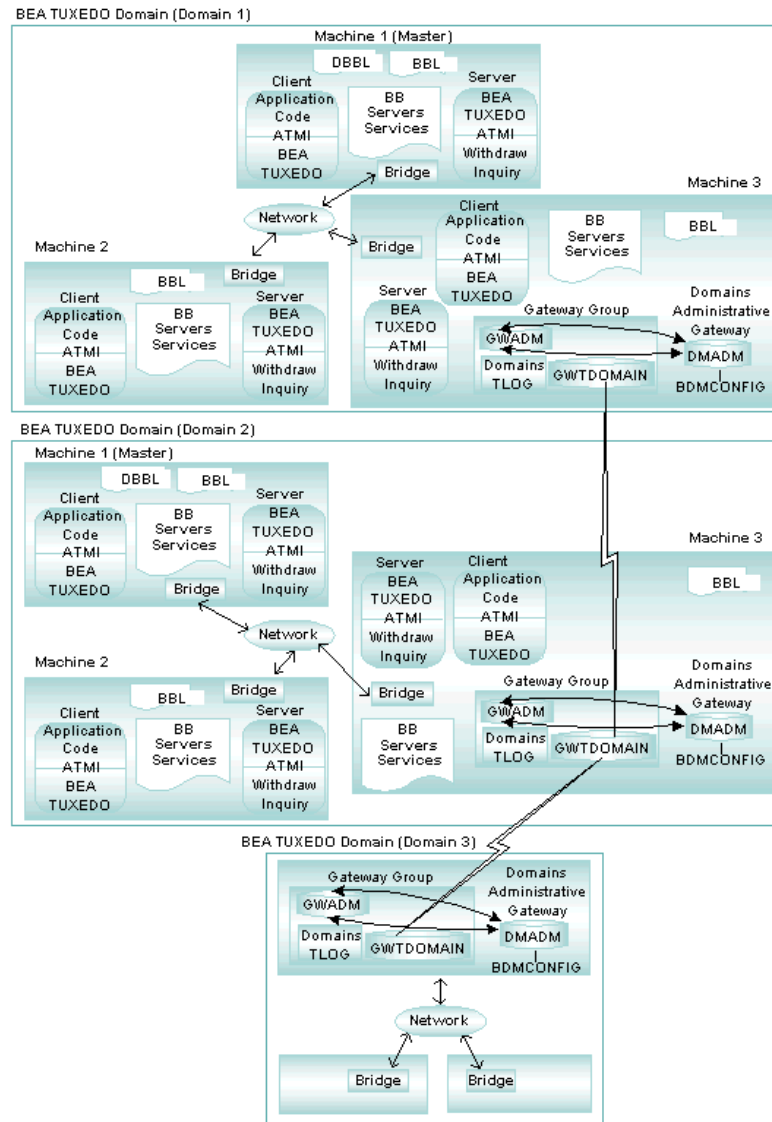 BEA TUXEDO Domain (Domain 1)
Machine 1 (Master)
DBBL
BBL
Client
Application
Code
ATMI
BEA
TUXEDO
BB
Servers
Services
Server
BEA
TUXEDO
ATMI
Withdraw
Inquiry
Bridge
Network
Machine 2
BBL
Bridge
Client
Application
Code
ATMI
BEA
TUXEDO
BB
Servers
Services
Server
BEA
TUXEDO
ATMI
Withdraw
Inquiry
Machine 3
Bridge
Client
Application
Code
ATMI
BEA
TUXEDO
BB
Servers
Services
BBL
Server
BEA
TUXEDO
ATMI
Withdraw
Inquiry
Gateway Group
GWADM
Domains
TLOG
GWTDOMAIN
Domains
Administrative
Gateway
DMADM
BDMCONFIG
BEA TUXEDO Domain (Domain 2)
Machine 1 (Master)
DBBL
BBL
Client
Application
Code
ATMI
BEA
TUXEDO
BB
Servers
Services
Server
BEA
TUXEDO
ATMI
Withdraw
Inquiry
Bridge
Network
Machine 2
BBL
Bridge
Client
Application
Code
ATMI
BEA
TUXEDO
BB
Servers
Services
Server
BEA
TUXEDO
ATMI
Withdraw
Inquiry
Machine 3
Server
BEA
TUXEDO
ATMI
Withdraw
Inquiry
Client
Application
Code
ATMI
BEA
TUXEDO
BBL
Bridge
BB
Servers
Services
Gateway Group
GWADM
Domains
TLOG
GWTDOMAIN
Domains
Administrative
Gateway
DMADM
BDMCONFIG
BEA TUXEDO Domain (Domain 3)
Gateway Group
GWADM
Domains
TLOG
GWTDOMAIN
Domains
Administrative
Gateway
DMADM
BDMCONFIG
Network
Bridge
Bridge